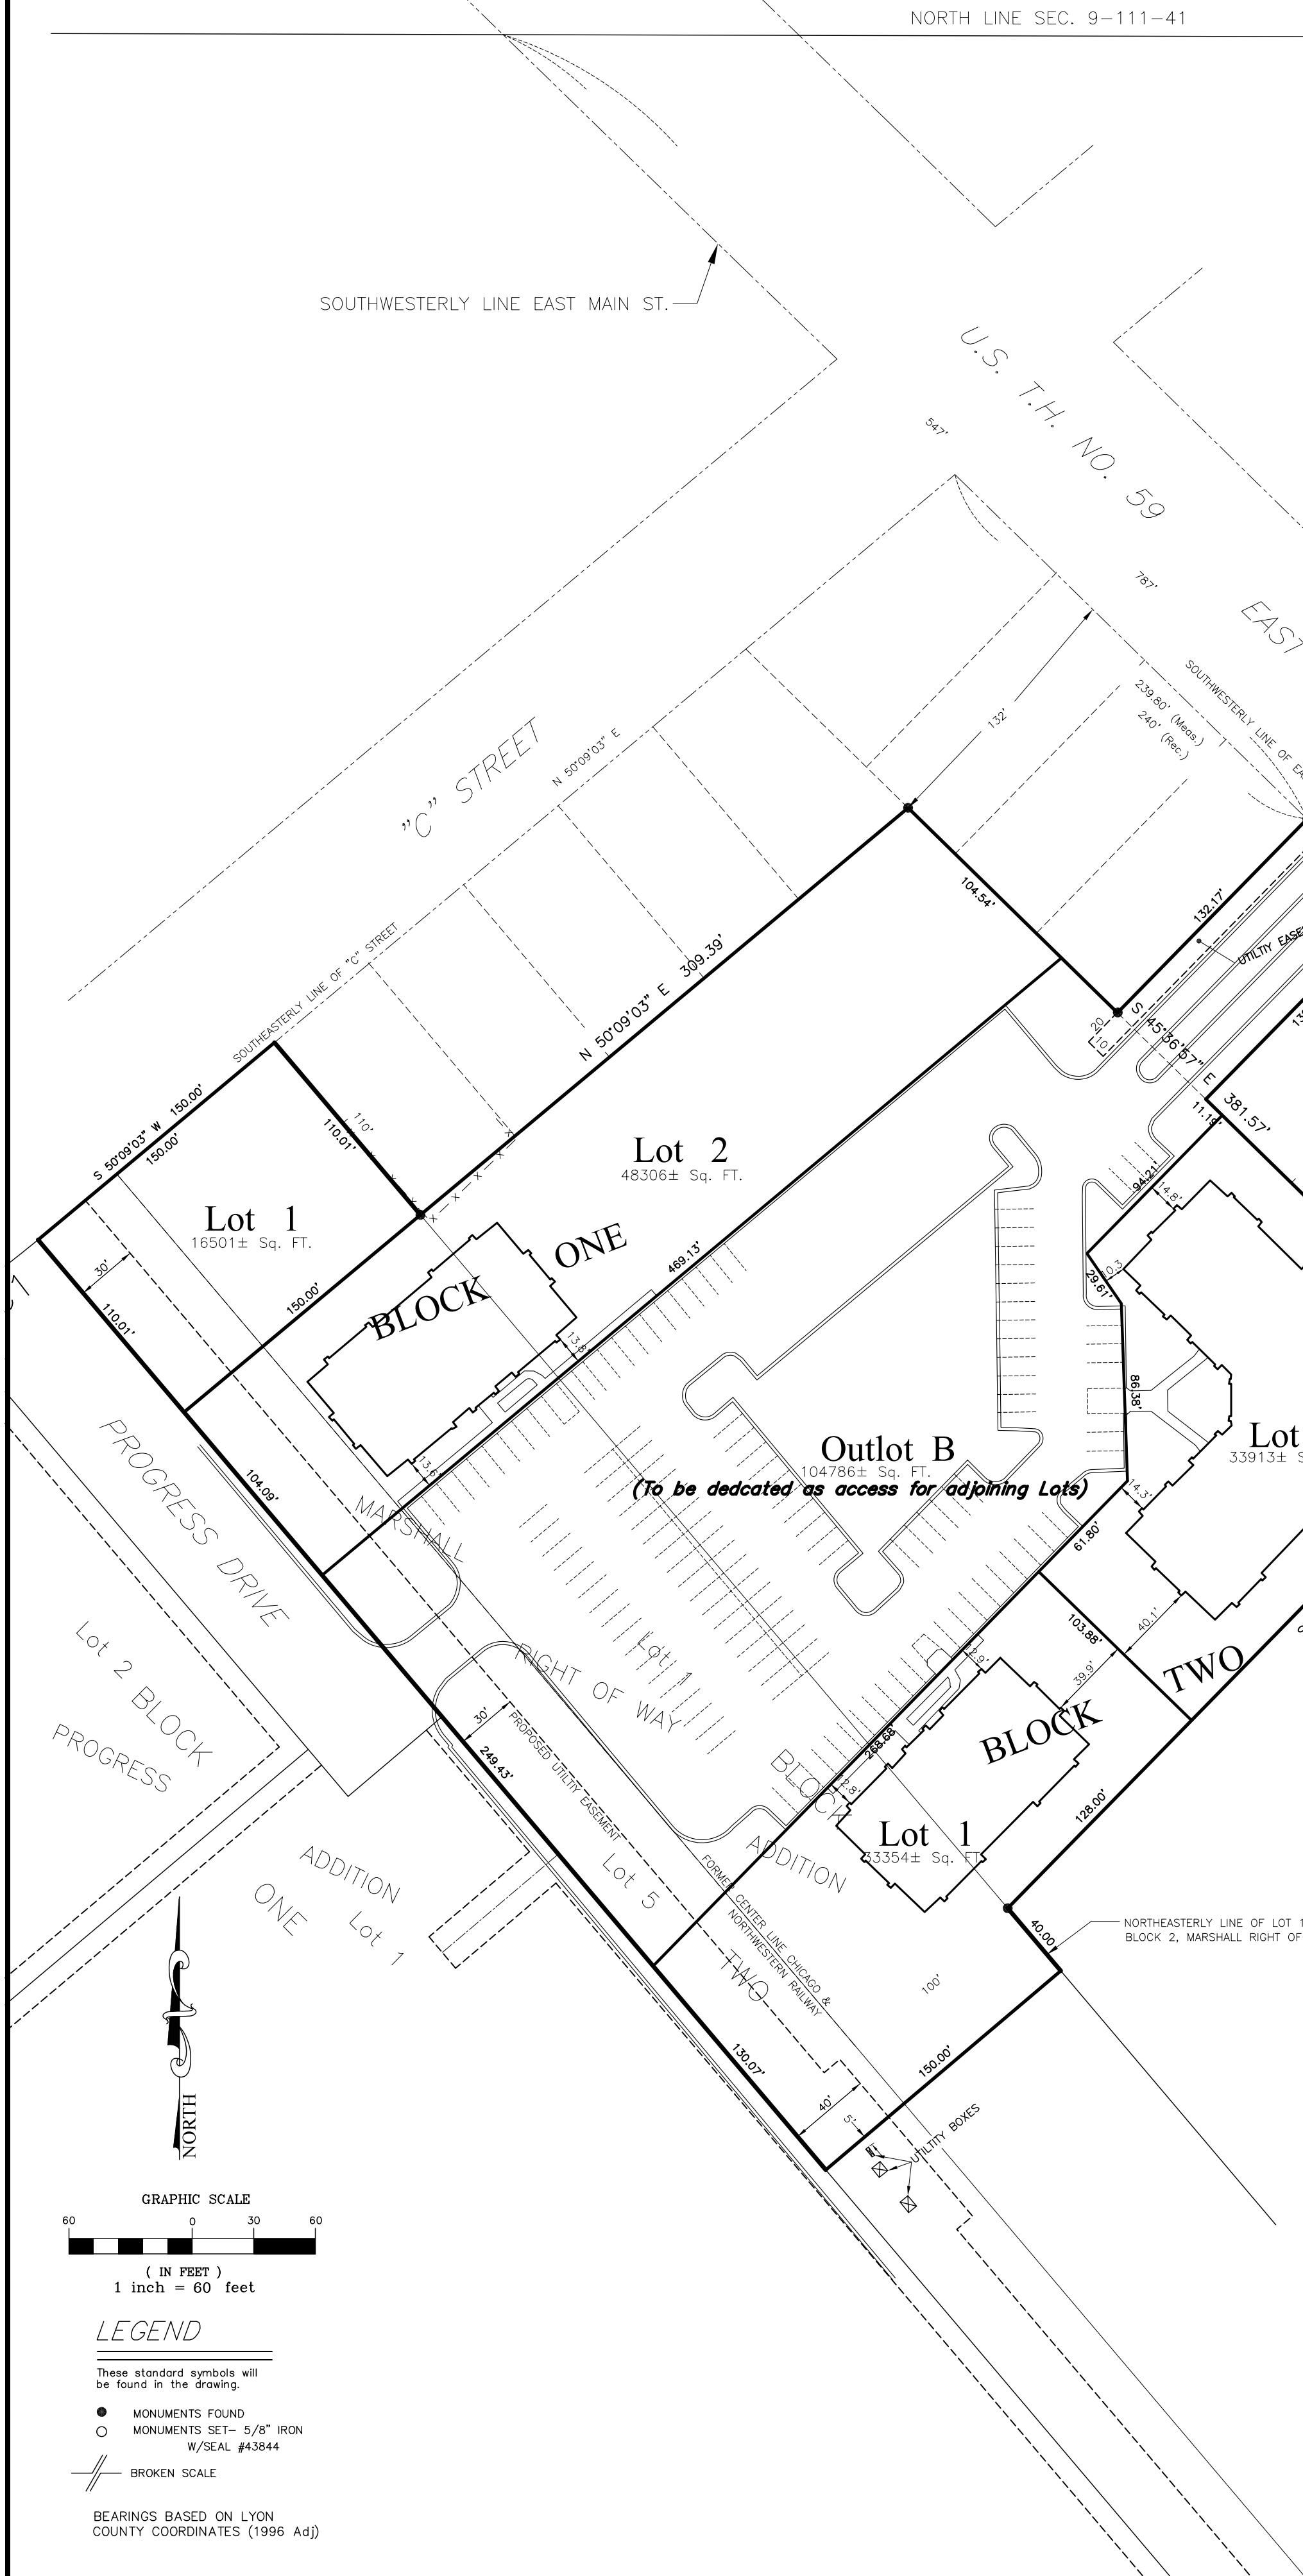 NORTH LINE SEC. 9-111-41
SOUTHWESTERLY LINE EAST MAIN ST.
U.S. T.H. NO. 59
547'
787'
EAST
SOUTHWESTERLY LINE OF
239.80' (Meas.)
240' (Rec.)
132'
"C" STREET
N 50°09'03" E
SOUTHEASTERLY LINE OF "C" STREET
104.54'
132.17'
N 50°09'03" E 309.39'
S 45°36'57" E
381.57'
20
10
11.19'
S 50°09'03" W 150.00'
150.00'
110'
110.01'
Lot 2
48306± Sq. FT.
Lot 1
16501± Sq. FT.
94.21'
14.8'
30'
110.01'
150.00'
BLOCK ONE
469.13'
29.61'
10.3
13.8'
86.38'
Outlot B
104786± Sq. FT.
(To be dedcated as access for adjoining Lots)
Lot
33913± S
104.09'
13.6'
14.3'
61.80'
PROGRESS DRIVE
MARSHALL
RIGHT OF WAY
Lot 1
BLOCK
ADDITION
103.88'
40.1'
39.9'
12.9'
BLOCK TWO
Lot 2 BLOCK
PROGRESS
ADDITION
ONE
Lot 1
30'
249.43'
PROPOSED UTILTIY EASEMENT
Lot 5
TWO
268.68'
12.8'
128.00'
Lot 1
33354± Sq. FT.
FORMER CENTER LINE CHICAGO &
NORTHWESTERN RAILWAY
40.00
NORTHEASTERLY LINE OF LOT 1
BLOCK 2, MARSHALL RIGHT OF
100'
130.07'
150.00'
40'
5'
UTILTITY BOXES
NORTH
GRAPHIC SCALE
60 0 30 60
( IN FEET )
1 inch = 60 feet
LEGEND
These standard symbols will
be found in the drawing.
MONUMENTS FOUND
MONUMENTS SET- 5/8" IRON
W/SEAL #43844
BROKEN SCALE
BEARINGS BASED ON LYON
COUNTY COORDINATES (1996 Adj)